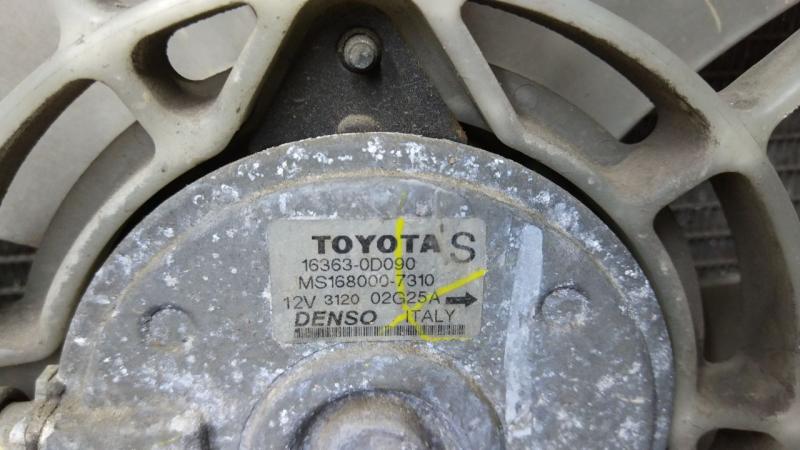 TOYOTA S
16363-0D090
MS168000-7310
12V 3120 02G25A
DENSO ITALY